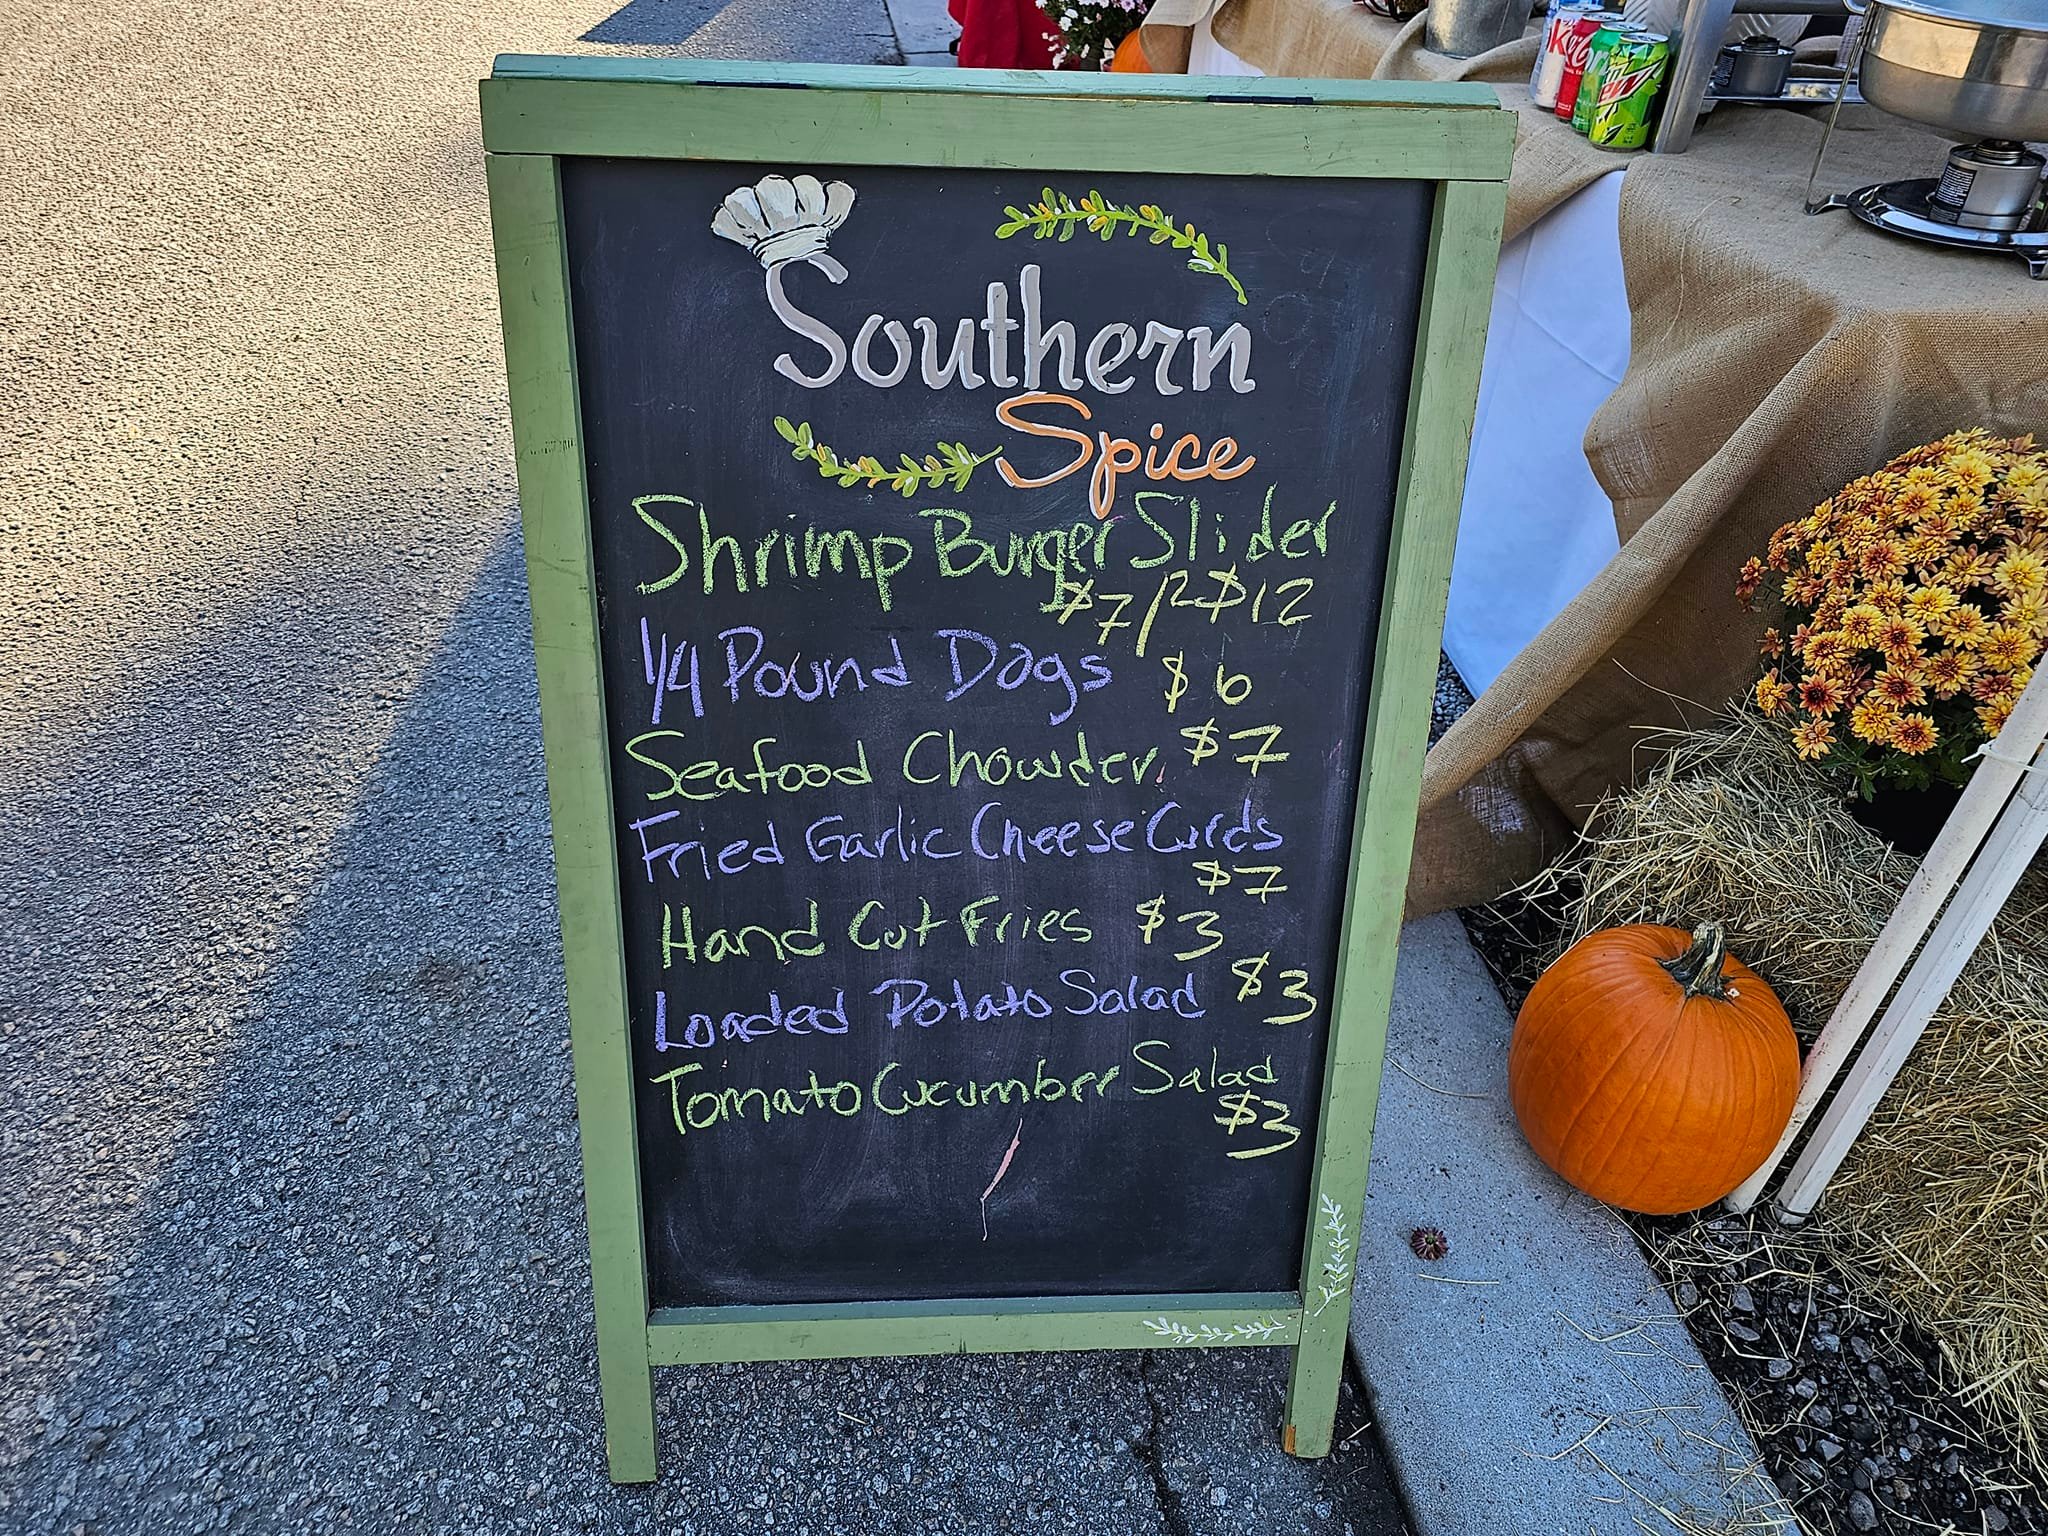 Southern
Spice
Shrimp Burger Slider
$7/2 $12
1/4 Pound Dogs $6
Seafood Chowder $7
Fried Garlic Cheese Curds
$7
Hand Cut Fries $3
Loaded Potato Salad $3
Tomato Cucumber Salad
$3